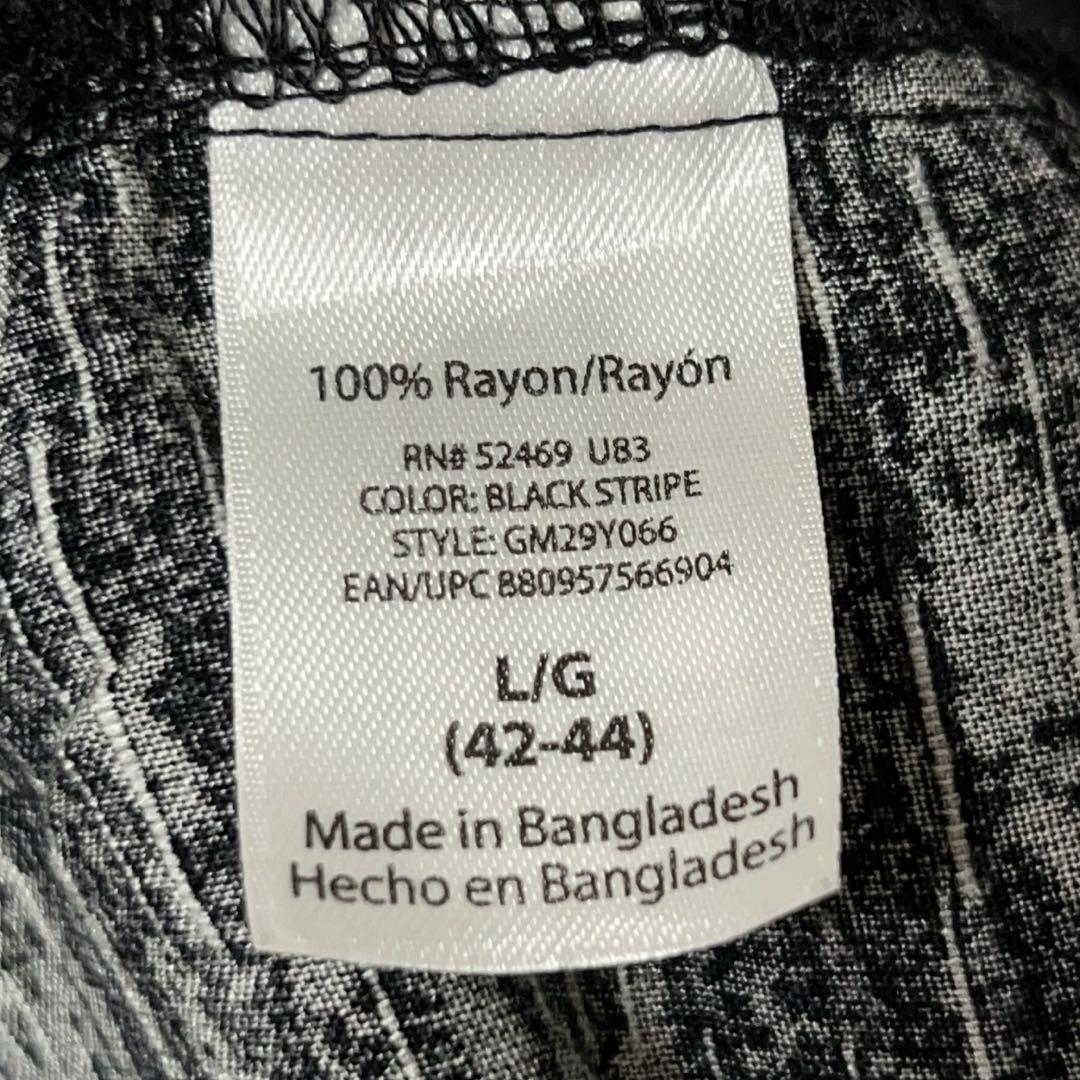 100% Rayon/Rayón
RN# 52469 U83
COLOR: BLACK STRIPE
STYLE: GM29Y066
EAN/UPC 880957566904
L/G
(42-44)
Made in Bangladesh
Hecho en Bangladesh